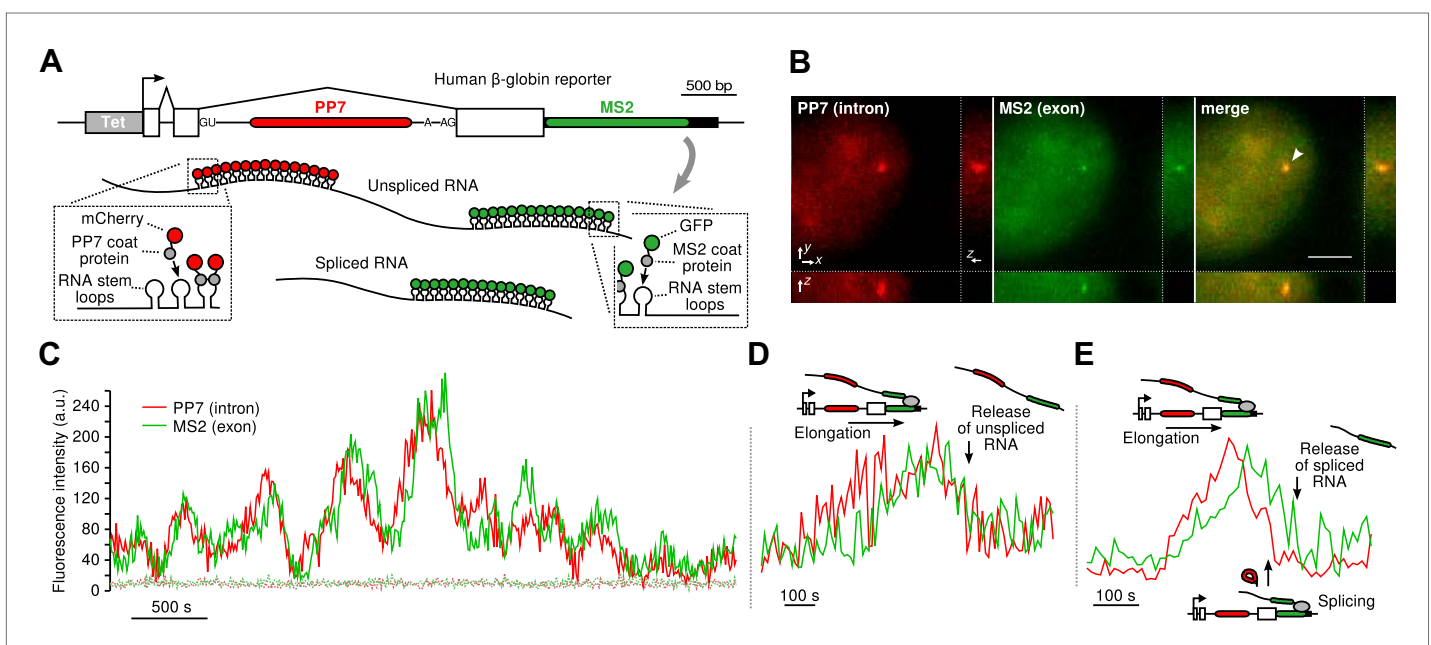 A
Human β-globin reporter
500 bp
PP7
MS2
Tet
GU
A
AG
Unspliced RNA
mCherry
PP7 coat
protein
RNA stem
loops
GFP
MS2 coat
protein
RNA stem
loops
Spliced RNA
B
PP7 (intron)
MS2 (exon)
merge
y
x
z
z
C
Fluorescence intensity (a.u.)
240
200
160
120
80
40
0
PP7 (intron)
MS2 (exon)
500 s
D
Elongation
Release
of unspliced
RNA
100 s
E
Elongation
Release
of spliced
RNA
Splicing
100 s